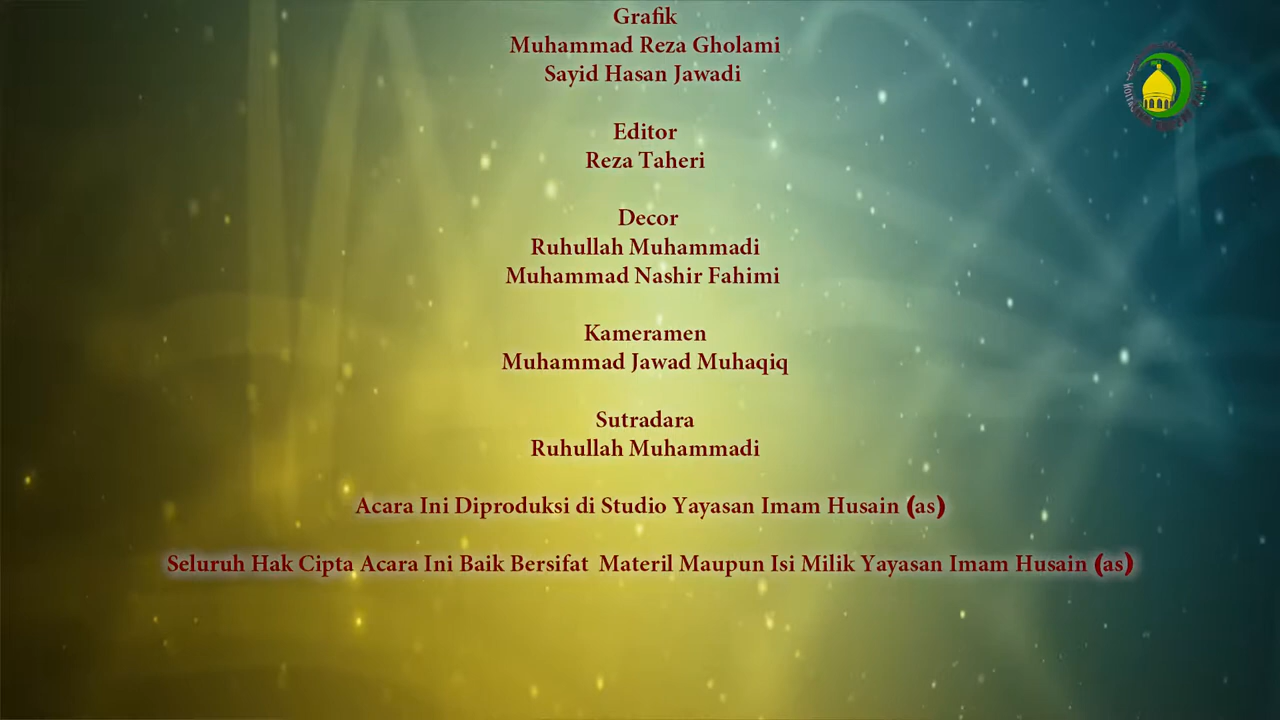 Grafik
Muhammad Reza Gholami
Sayid Hasan Jawadi
Editor
Reza Taheri
Decor
Ruhullah Muhammadi
Muhammad Nashir Fahimi
Kameramen
Muhammad Jawad Muhaqiq
Sutradara
Ruhullah Muhammadi
Acara Ini Diproduksi di Studio Yayasan Imam Husain (as)
Seluruh Hak Cipta Acara Ini Baik Bersifat Materil Maupun Isi Milik Yayasan Imam Husain (as)